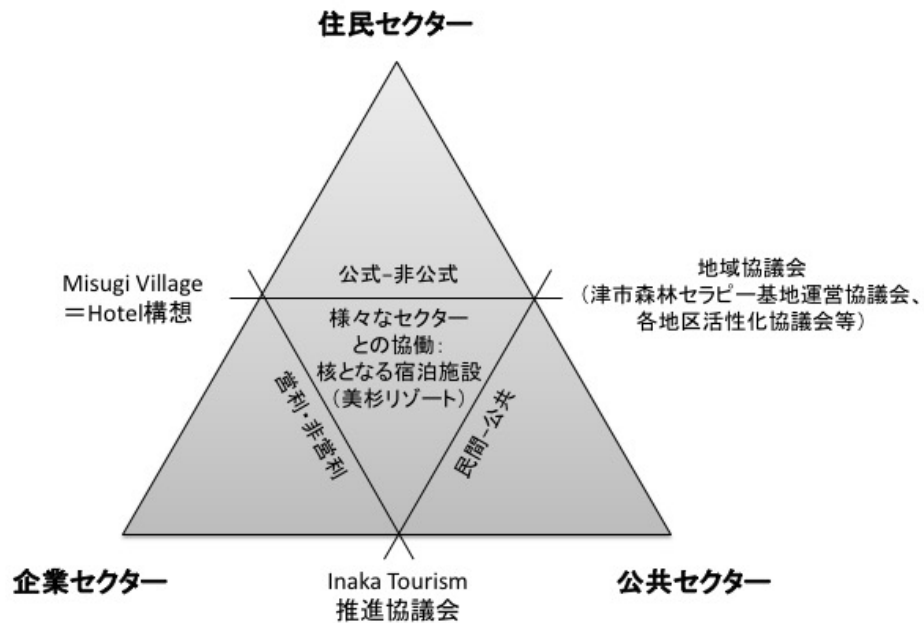 住民セクター
Misugi Village
＝Hotel構想
公式–非公式
地域協議会
（津市森林セラピー基地運営協議会、
各地区活性化協議会等）
様々なセクター
との協働：
核となる宿泊施設
（美杉リゾート）
営利・非営利
民間–公共
企業セクター
Inaka Tourism
推進協議会
公共セクター